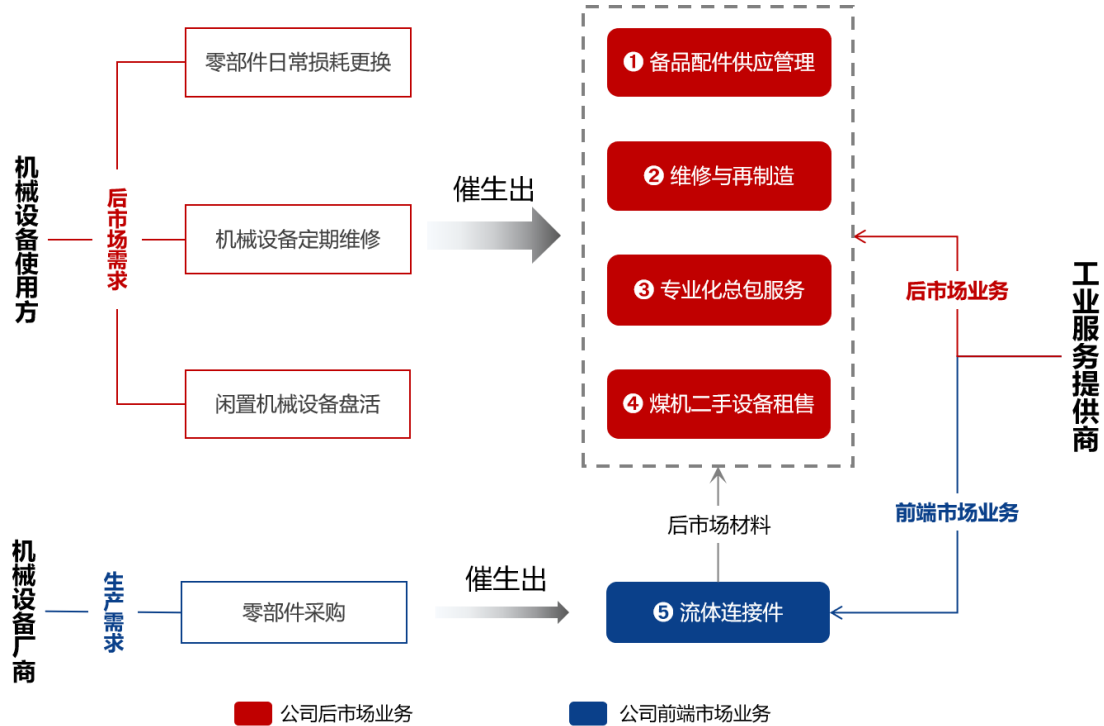 机械设备使用方
后市场需求
零部件日常损耗更换
机械设备定期维修
闲置机械设备盘活
催生出
❶ 备品配件供应管理
❷ 维修与再制造
❸ 专业化总包服务
❹ 煤机二手设备租售
后市场业务
工业服务提供商
前端市场业务
后市场材料
机械设备厂商
生产需求
零部件采购
催生出
❺ 流体连接件
公司后市场业务
公司前端市场业务